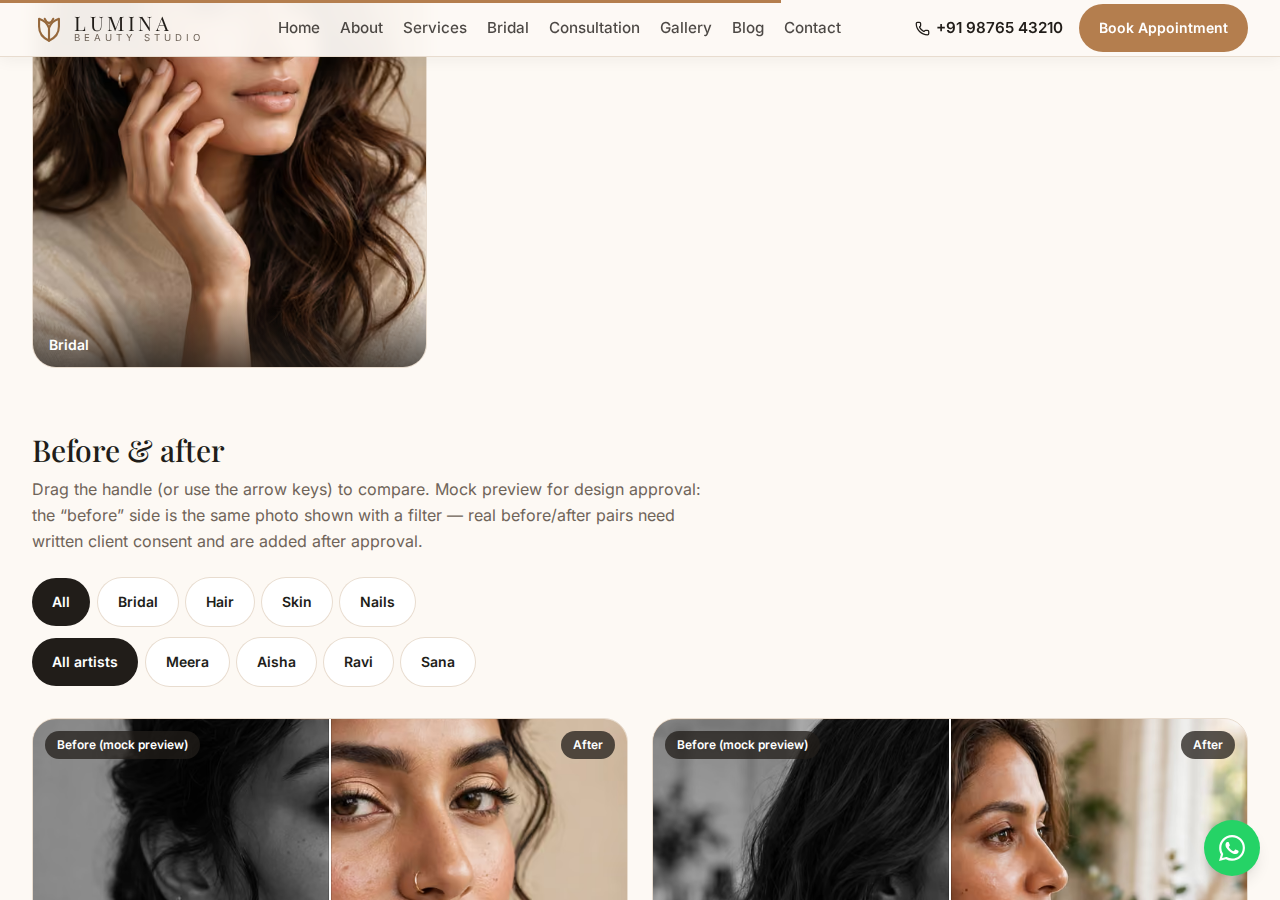 LUMINA
BEAUTY STUDIO
Home About Services Bridal Consultation Gallery Blog Contact
+91 98765 43210
Book Appointment
Bridal
Before & after
Drag the handle (or use the arrow keys) to compare. Mock preview for design approval:
the “before” side is the same photo shown with a filter — real before/after pairs need
written client consent and are added after approval.
All Bridal Hair Skin Nails
All artists Meera Aisha Ravi Sana
Before (mock preview) After
Before (mock preview) After